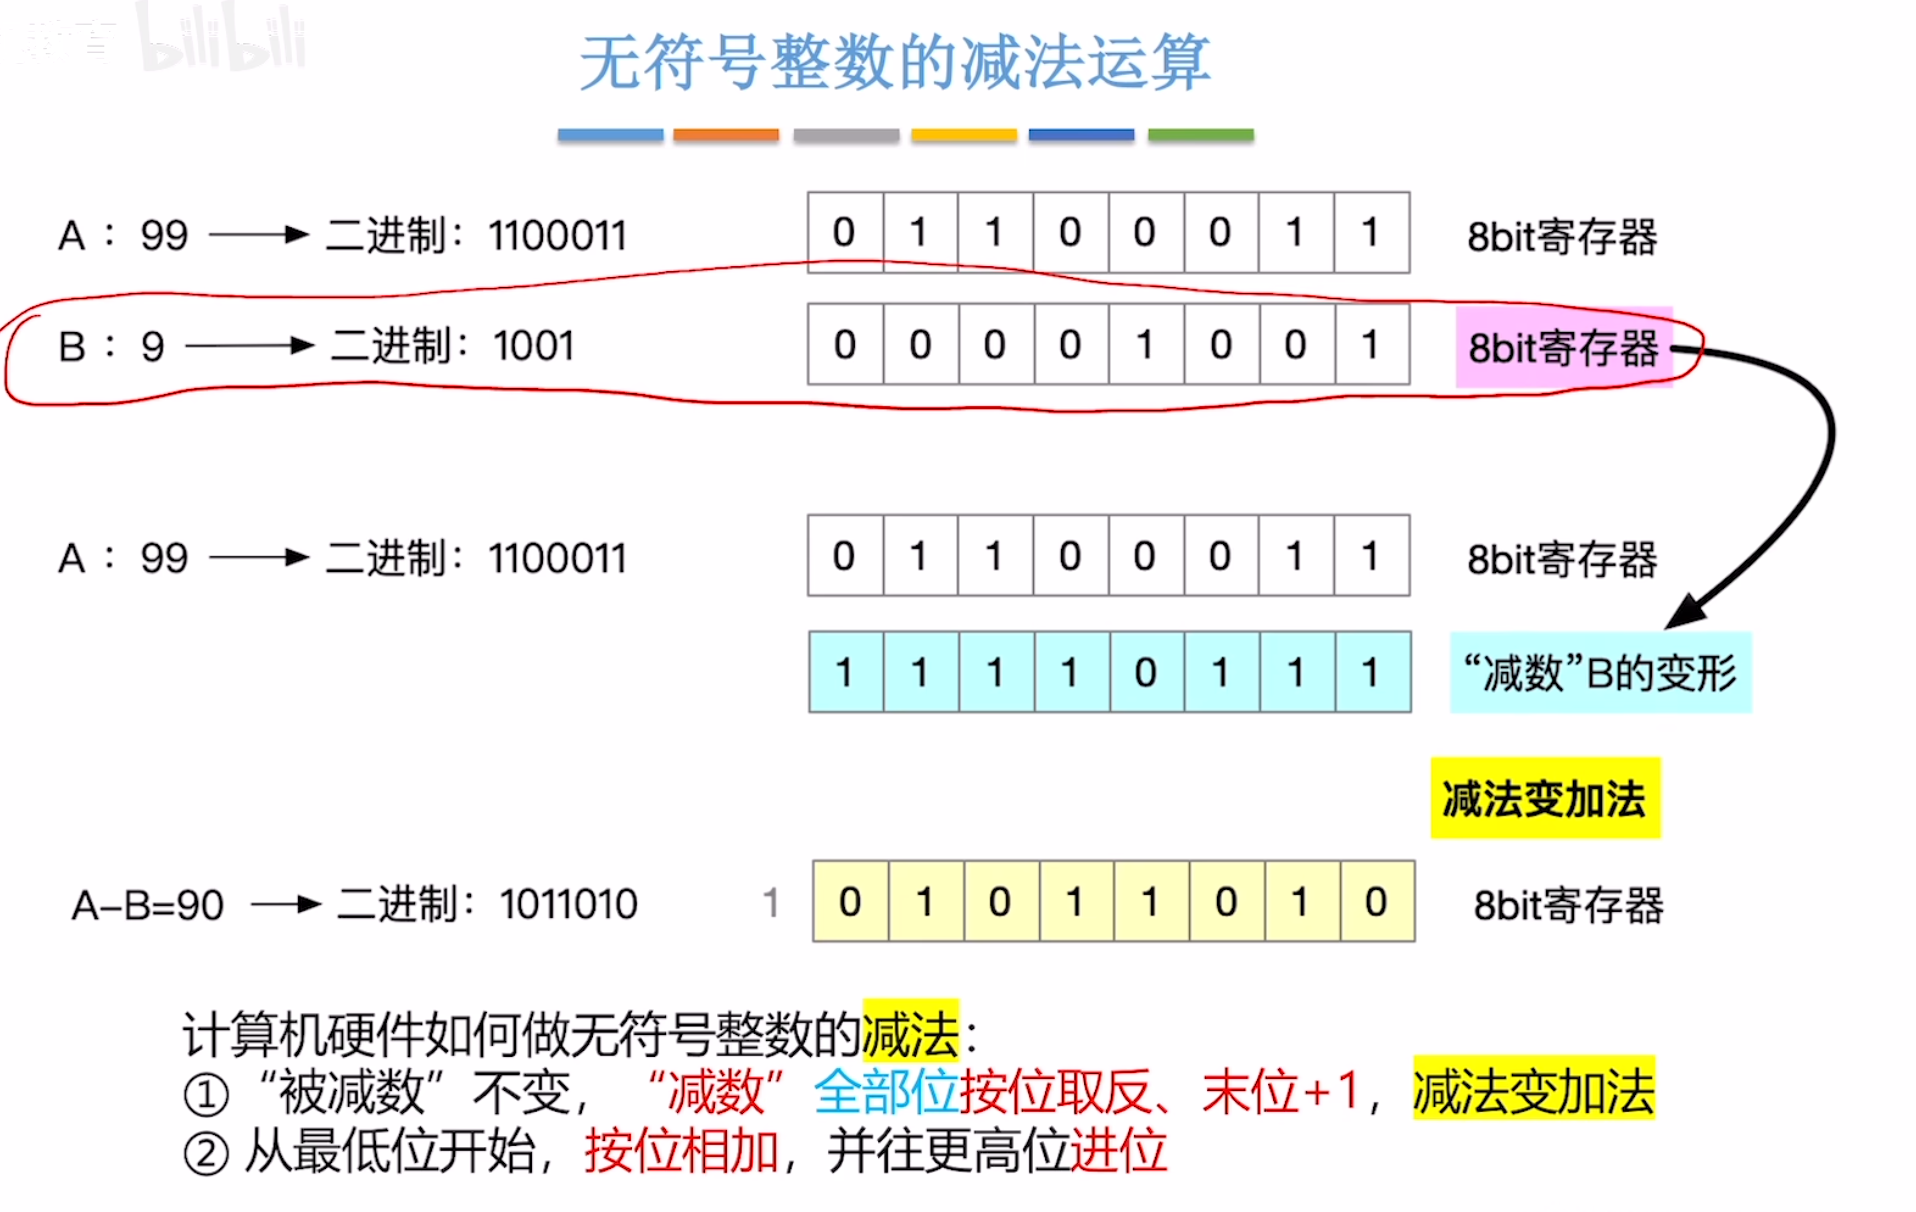 bilibili
无符号整数的减法运算
A：99 二进制：1100011 0 1 1 0 0 0 1 1 8bit寄存器
B：9 二进制：1001 0 0 0 0 1 0 0 1 8bit寄存器
A：99 二进制：1100011 0 1 1 0 0 0 1 1 8bit寄存器
1 1 1 1 0 1 1 1 “减数”B的变形
减法变加法
A-B=90 二进制：1011010 1 0 1 0 1 1 0 1 0 8bit寄存器
计算机硬件如何做无符号整数的减法：
① “被减数”不变，“减数”全部位按位取反、末位+1，减法变加法
② 从最低位开始，按位相加，并往更高位进位